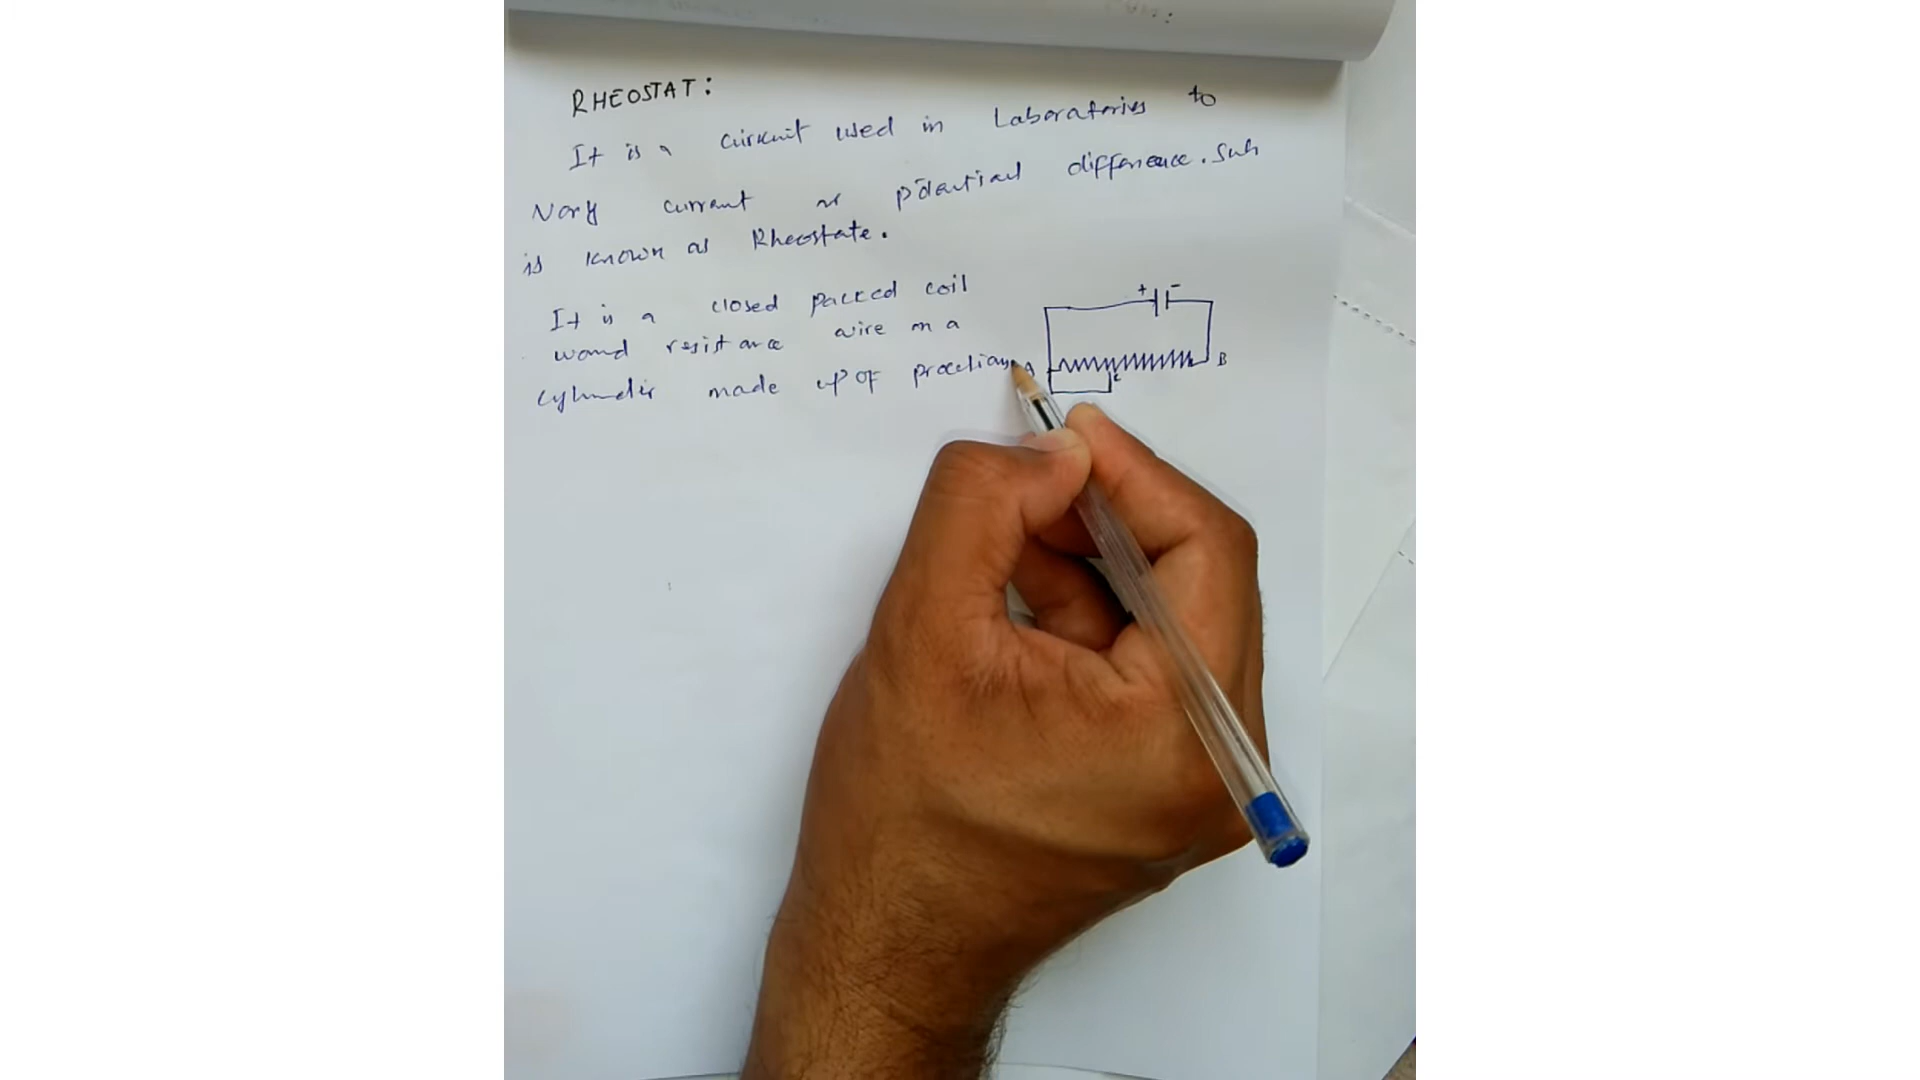 RHEOSTAT:
It is a circuit used in Laboratories to
Vary current or potential difference. Such
is known as Rheostate.
It is a closed packed coil
wound resistance wire on a
cylinder made up of procelian
+ -
A B
C